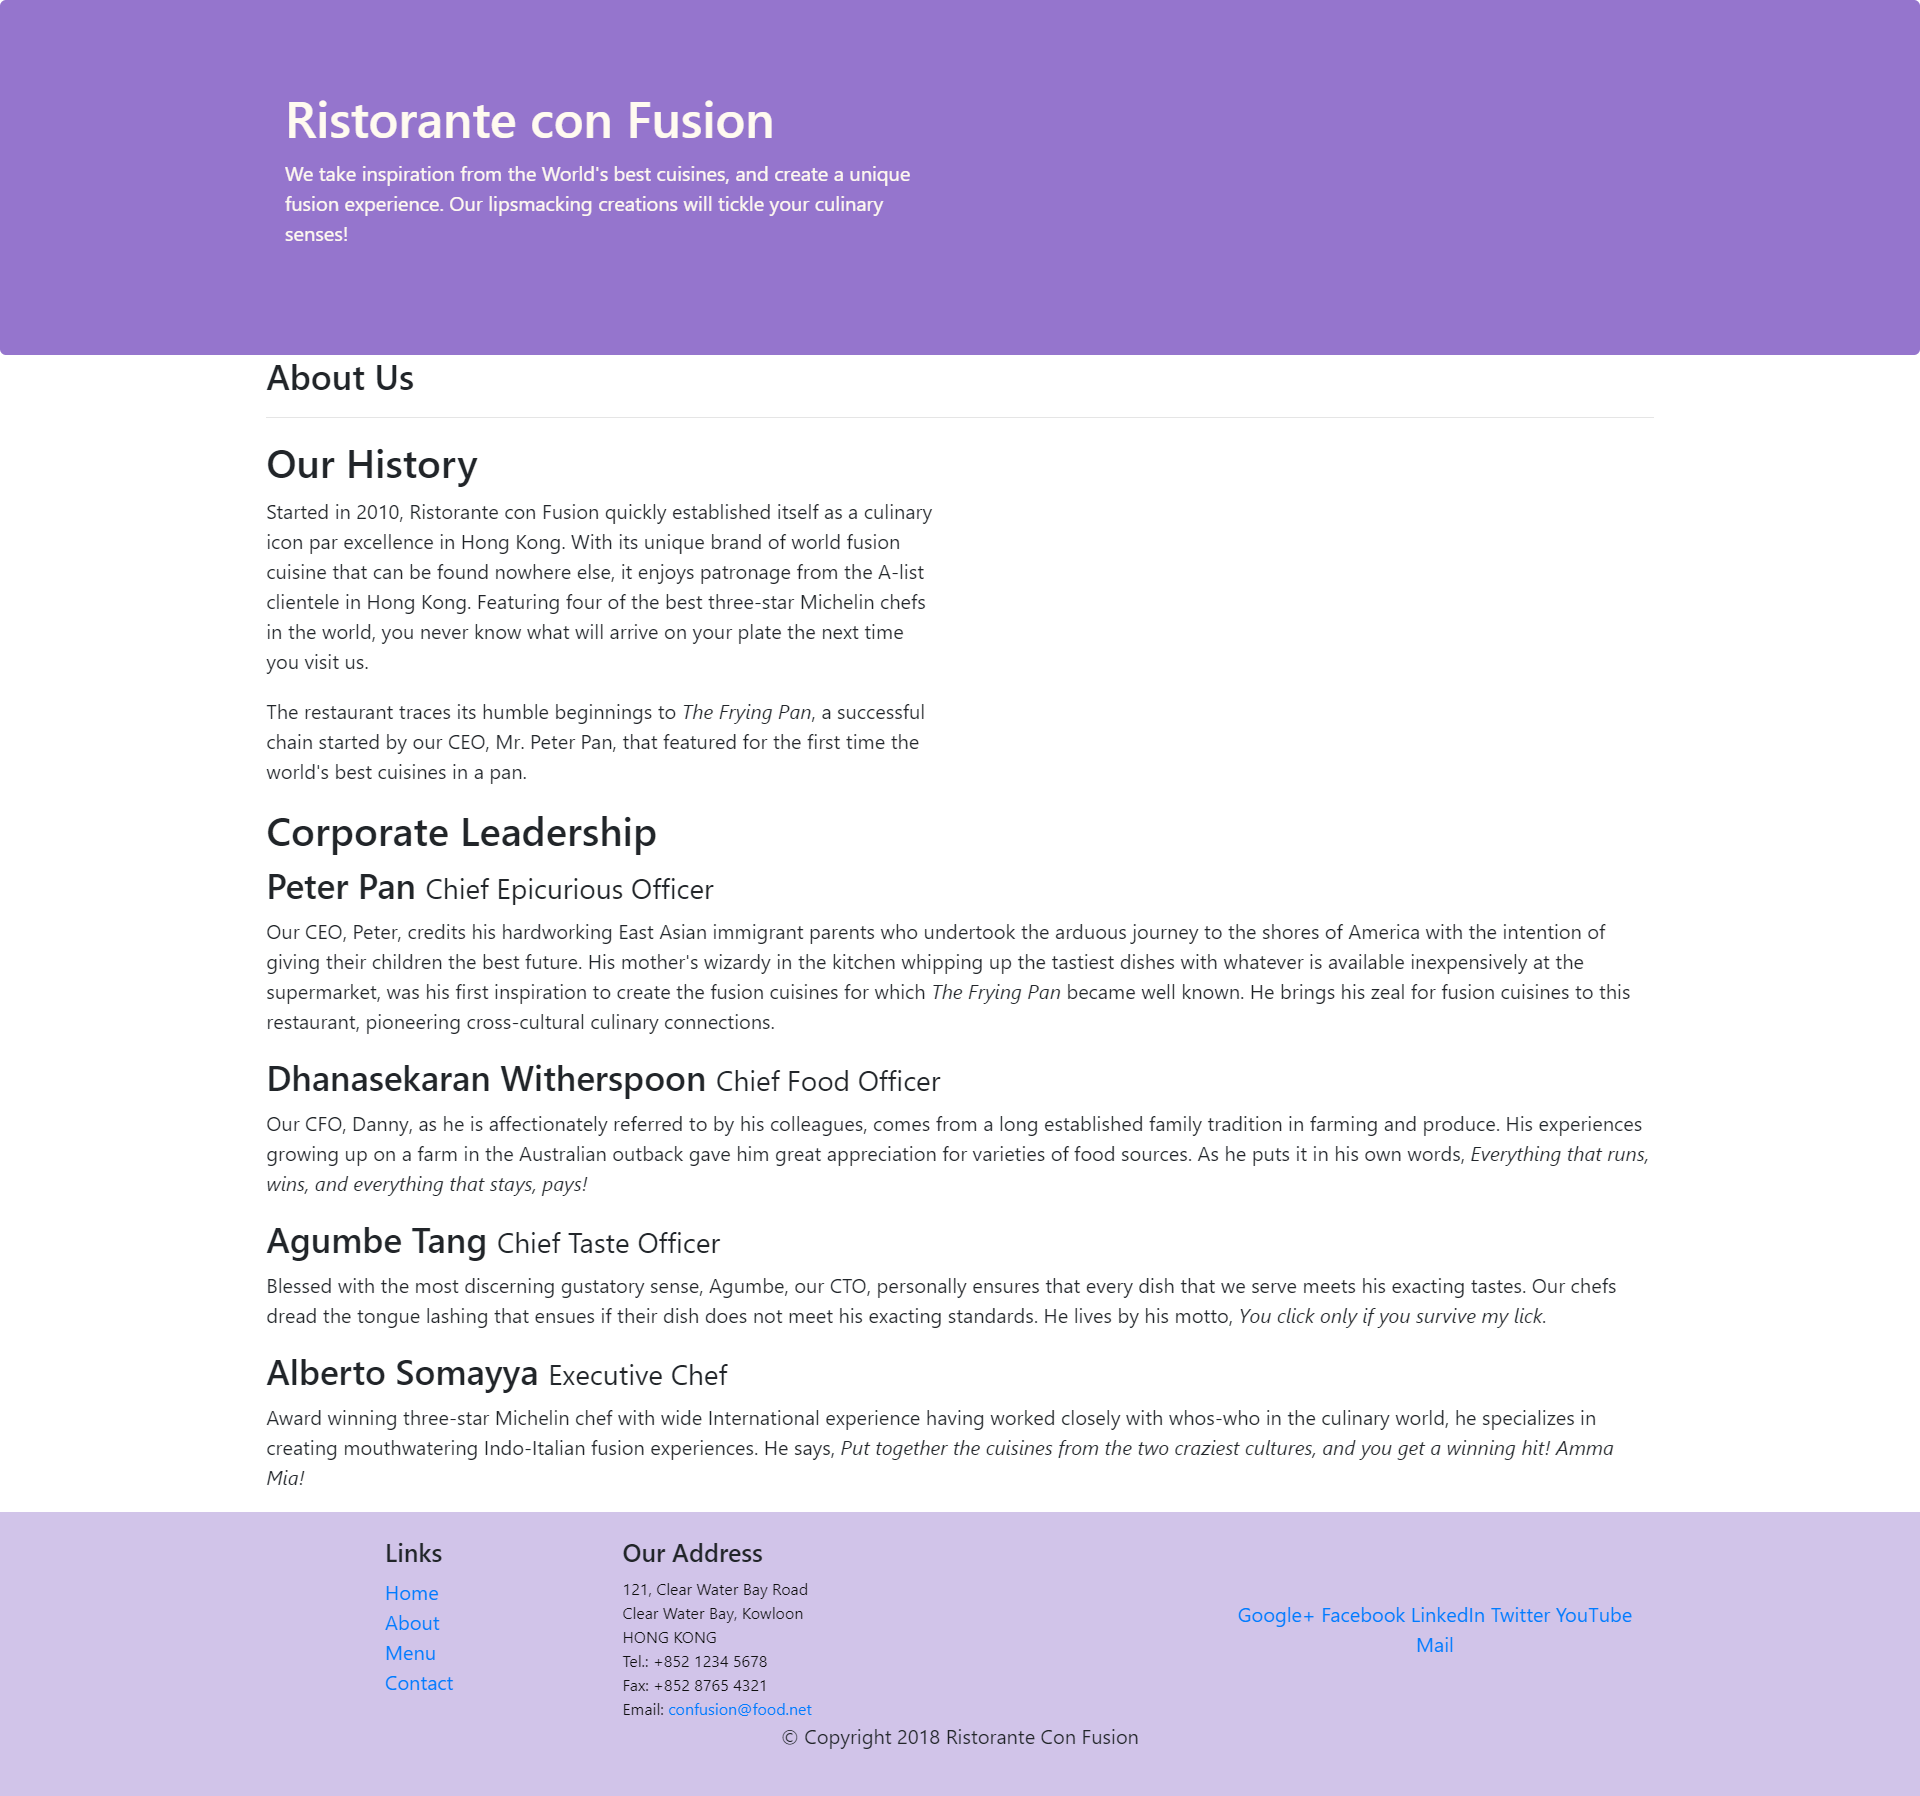 Ristorante con Fusion
We take inspiration from the World's best cuisines, and create a unique
fusion experience. Our lipsmacking creations will tickle your culinary
senses!
About Us
Our History
Started in 2010, Ristorante con Fusion quickly established itself as a culinary
icon par excellence in Hong Kong. With its unique brand of world fusion
cuisine that can be found nowhere else, it enjoys patronage from the A-list
clientele in Hong Kong. Featuring four of the best three-star Michelin chefs
in the world, you never know what will arrive on your plate the next time
you visit us.
The restaurant traces its humble beginnings to The Frying Pan, a successful
chain started by our CEO, Mr. Peter Pan, that featured for the first time the
world's best cuisines in a pan.
Corporate Leadership
Peter Pan Chief Epicurious Officer
Our CEO, Peter, credits his hardworking East Asian immigrant parents who undertook the arduous journey to the shores of America with the intention of
giving their children the best future. His mother's wizardy in the kitchen whipping up the tastiest dishes with whatever is available inexpensively at the
supermarket, was his first inspiration to create the fusion cuisines for which The Frying Pan became well known. He brings his zeal for fusion cuisines to this
restaurant, pioneering cross-cultural culinary connections.
Dhanasekaran Witherspoon Chief Food Officer
Our CFO, Danny, as he is affectionately referred to by his colleagues, comes from a long established family tradition in farming and produce. His experiences
growing up on a farm in the Australian outback gave him great appreciation for varieties of food sources. As he puts it in his own words, Everything that runs,
wins, and everything that stays, pays!
Agumbe Tang Chief Taste Officer
Blessed with the most discerning gustatory sense, Agumbe, our CTO, personally ensures that every dish that we serve meets his exacting tastes. Our chefs
dread the tongue lashing that ensues if their dish does not meet his exacting standards. He lives by his motto, You click only if you survive my lick.
Alberto Somayya Executive Chef
Award winning three-star Michelin chef with wide International experience having worked closely with whos-who in the culinary world, he specializes in
creating mouthwatering Indo-Italian fusion experiences. He says, Put together the cuisines from the two craziest cultures, and you get a winning hit! Amma
Mia!
Links
Home
About
Menu
Contact
Our Address
121, Clear Water Bay Road
Clear Water Bay, Kowloon
HONG KONG
Tel.: +852 1234 5678
Fax: +852 8765 4321
Email: confusion@food.net
Google+ Facebook LinkedIn Twitter YouTube
Mail
© Copyright 2018 Ristorante Con Fusion